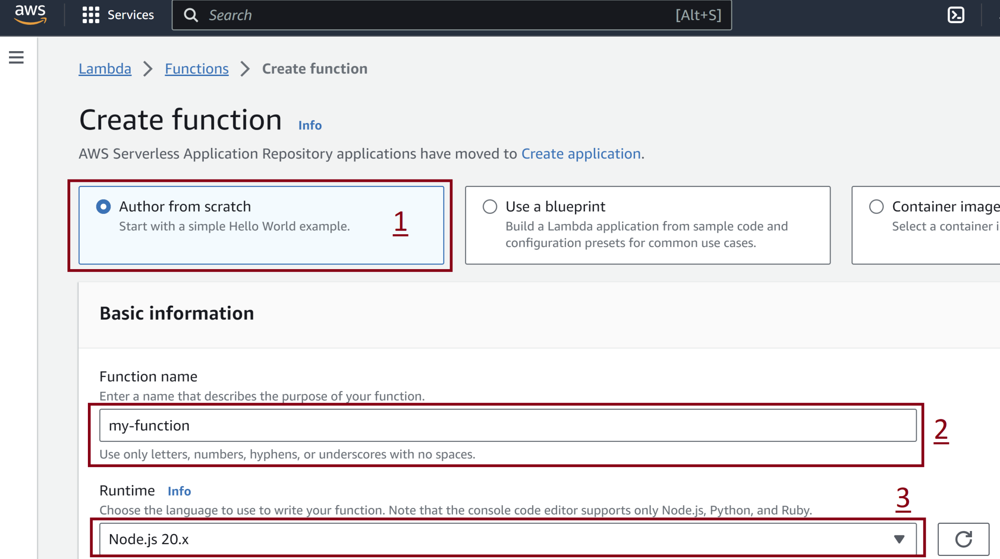 aws Services Search [Alt+S]
Lambda Functions Create function
Create function Info
AWS Serverless Application Repository applications have moved to Create application.
Author from scratch
Start with a simple Hello World example.
1
Use a blueprint
Build a Lambda application from sample code and
configuration presets for common use cases.
Container image
Select a container
Basic information
Function name
Enter a name that describes the purpose of your function.
my-function
2
Use only letters, numbers, hyphens, or underscores with no spaces.
Runtime Info
3
Choose the language to use to write your function. Note that the console code editor supports only Node.js, Python, and Ruby.
Node.js 20.x